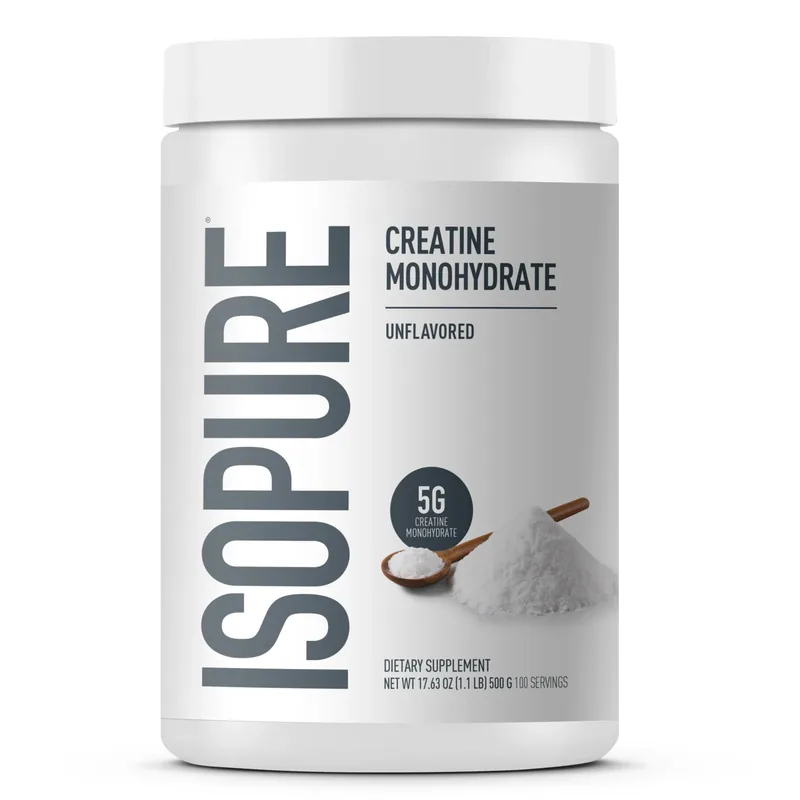 ISOPURE®
CREATINE
MONOHYDRATE
UNFLAVORED
5G
CREATINE
MONOHYDRATE
DIETARY SUPPLEMENT
NET WT 17.63 OZ (1.1 LB) 500 G 100 SERVINGS